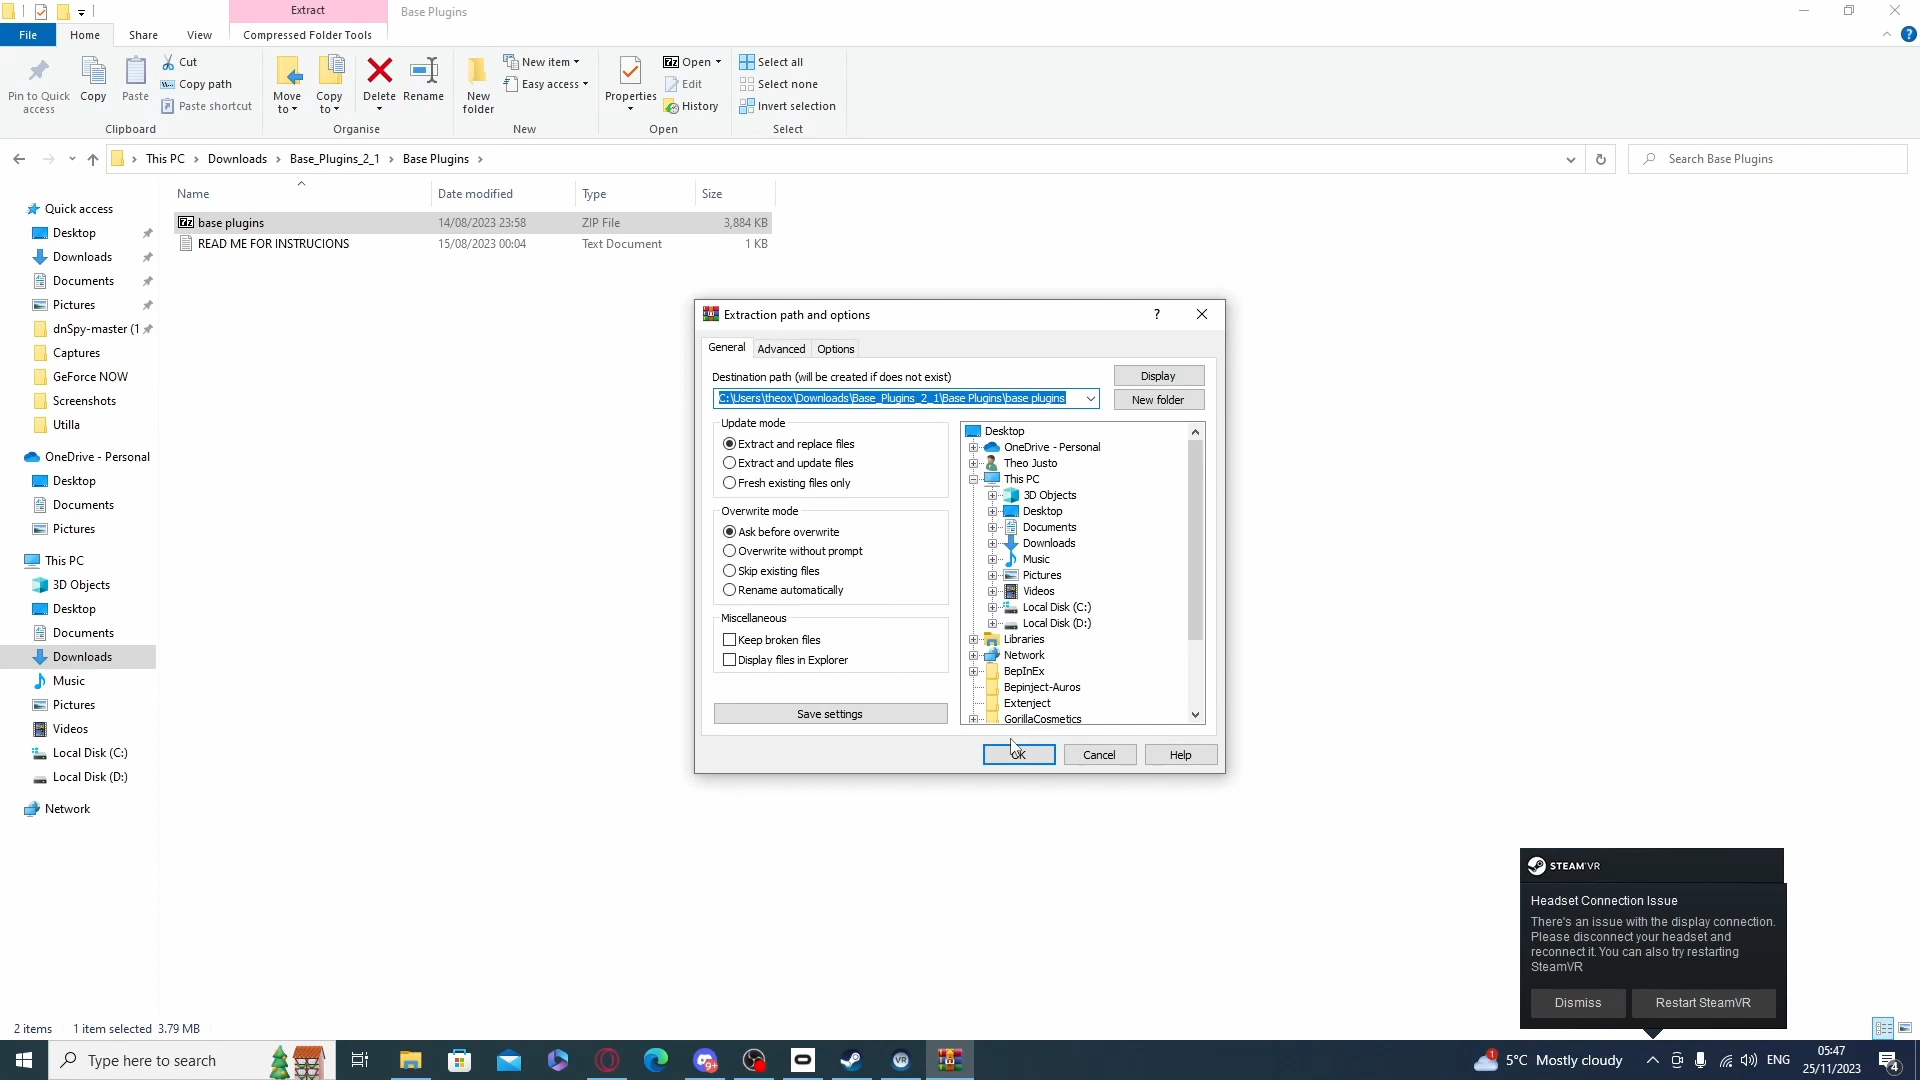 Extract
Base Plugins
File
Home
Share
View
Compressed Folder Tools
Pin to Quick access
Copy
Paste
Cut
Copy path
Paste shortcut
Clipboard
Move to
Copy to
Delete
Rename
Organise
New folder
New item
Easy access
New
Properties
Open
Edit
History
Open
Select all
Select none
Invert selection
Select
This PC > Downloads > Base_Plugins_2_1 > Base Plugins >
Search Base Plugins
Name
Date modified
Type
Size
base plugins
14/08/2023 23:58
ZIP File
3,884 KB
READ ME FOR INSTRUCIONS
15/08/2023 00:04
Text Document
1 KB
Quick access
Desktop
Downloads
Documents
Pictures
dnSpy-master (1
Captures
GeForce NOW
Screenshots
Utilla
OneDrive - Personal
Desktop
Documents
Pictures
This PC
3D Objects
Desktop
Documents
Downloads
Music
Pictures
Videos
Local Disk (C:)
Local Disk (D:)
Network
Extraction path and options
?
General
Advanced
Options
Destination path (will be created if does not exist)
C:\Users\theox\Downloads\Base_Plugins_2_1\Base Plugins\base plugins
Display
New folder
Update mode
Extract and replace files
Extract and update files
Fresh existing files only
Overwrite mode
Ask before overwrite
Overwrite without prompt
Skip existing files
Rename automatically
Miscellaneous
Keep broken files
Display files in Explorer
Save settings
Desktop
OneDrive - Personal
Theo Justo
This PC
3D Objects
Desktop
Documents
Downloads
Music
Pictures
Videos
Local Disk (C:)
Local Disk (D:)
Libraries
Network
BepInEx
Bepinject-Auros
Extenject
GorillaCosmetics
OK
Cancel
Help
STEAMVR
Headset Connection Issue
There's an issue with the display connection.
Please disconnect your headset and
reconnect it. You can also try restarting
SteamVR
Dismiss
Restart SteamVR
2 items
1 item selected 3.79 MB
Type here to search
9+
VR
1
5°C Mostly cloudy
ENG
05:47
25/11/2023
4